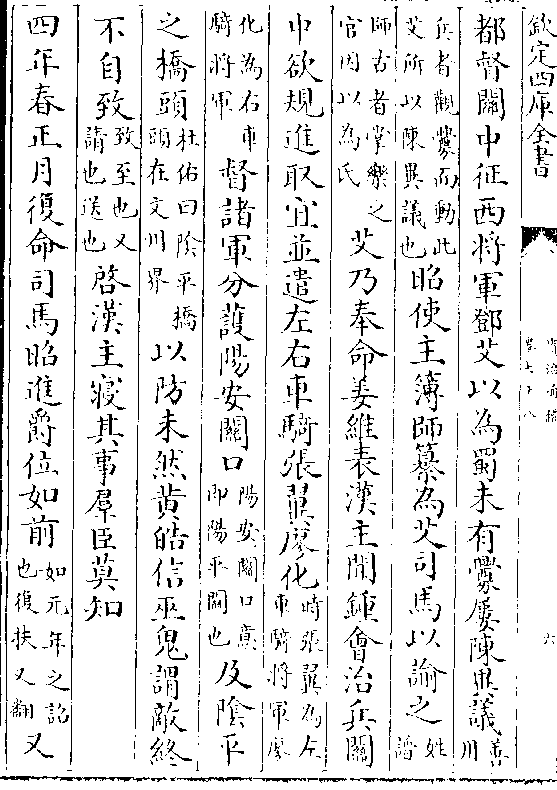 欽定四庫全書
資治通鑑
卷七十八
六
都督關中征西將軍鄧艾以為蜀未有釁屢陳異議善用
兵者觀釁而動此艾所以陳異議也昭使主簿師纂為艾司馬以諭之姓譜
師古者掌樂之官因以為氏艾乃奉命姜維表漢主聞鍾會治兵關
中欲規進取宜並遣左右車騎張翼廖化時張翼為左車騎將軍廖
化為右車騎將軍督諸軍分護陽安關口陽安關口意即陽平關也及陰平
之橋頭杜佑曰陰平橋頭在文川界以防未然黃皓信巫鬼謂敵終
不自致致至也又請也送也啓漢主寢其事羣臣莫知
四年春正月復命司馬昭進爵位如前如元年之詔也復扶又翻又